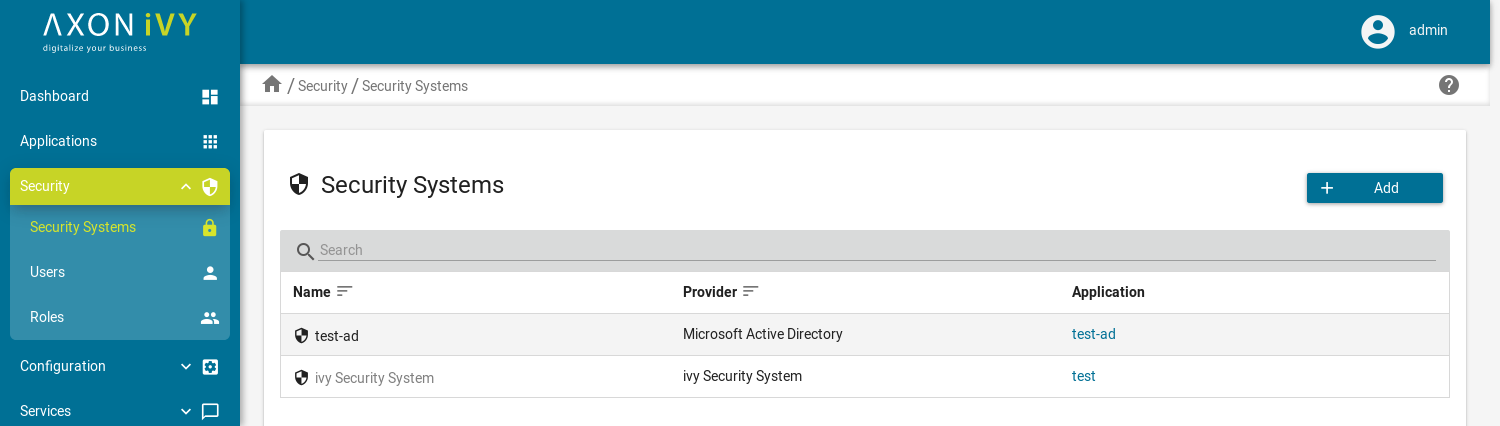 AXON iVY
digitalize your business
admin
/ Security / Security Systems
Dashboard
Applications
Security
Security Systems
Users
Roles
Configuration
Services
Security Systems
Add
Search
Name Provider Application
test-ad Microsoft Active Directory test-ad
ivy Security System ivy Security System test